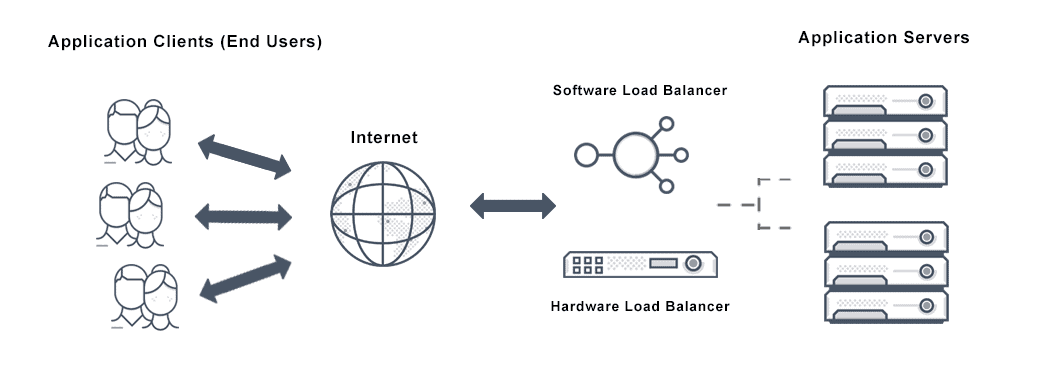 Application Clients (End Users)
Application Servers
Software Load Balancer
Internet
Hardware Load Balancer